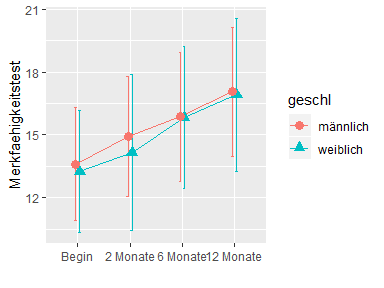 21
18
15
12
Merkfaehigkeitstest
Begin 2 Monate 6 Monate 12 Monate
geschl
männlich
weiblich